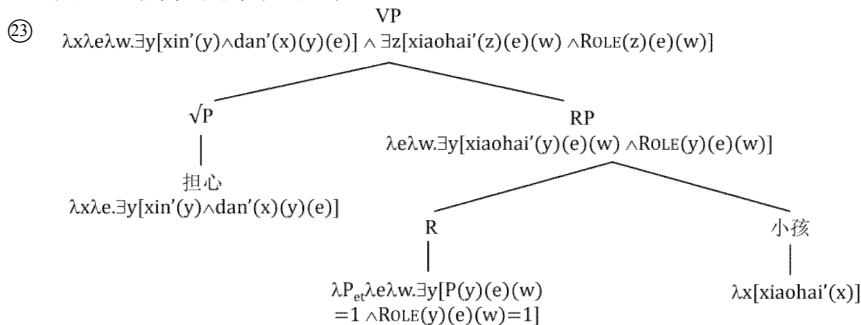 ㉓
VP
λxλeλw.∃y[xin′(y)∧dan′(x)(y)(e)] ∧ ∃z[xiaohai′(z)(e)(w) ∧ROLE(z)(e)(w)]
√P
RP
λeλw.∃y[xiaohai′(y)(e)(w) ∧ROLE(y)(e)(w)]
担心
λxλe.∃y[xin′(y)∧dan′(x)(y)(e)]
R
小孩
λPₑₜλeλw.∃y[P(y)(e)(w)
=1 ∧ROLE(y)(e)(w)=1]
λx[xiaohai′(x)]